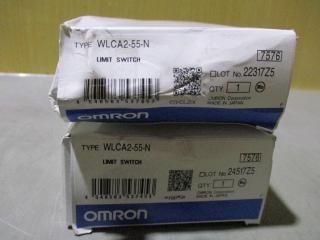 TYPE WLCA2-55-N
LIMIT SWITCH
7576
LOT No. 22317Z5
QTY. 1
OMRON Corporation
MADE IN JAPAN
OMRON
TYPE WLCA2-55-N
LIMIT SWITCH
7576
LOT No. 24517Z5
QTY. 1
OMRON Corporation
MADE IN JAPAN
OMRON